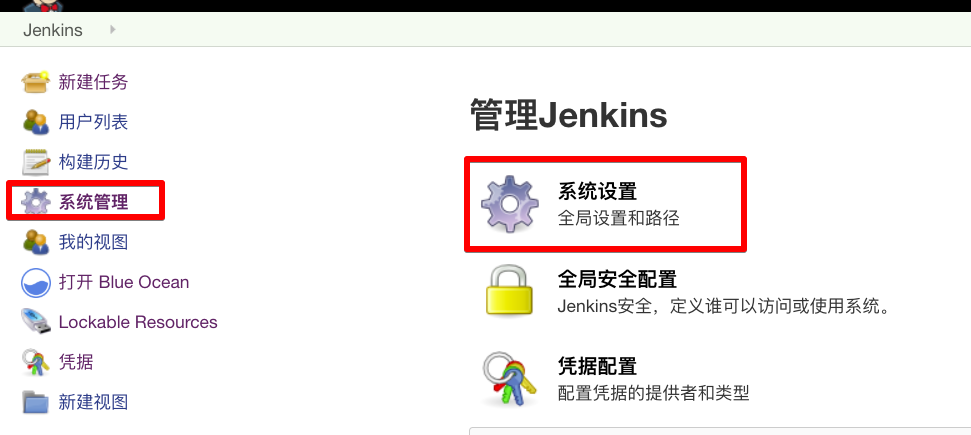 Jenkins
新建任务
用户列表
构建历史
系统管理
我的视图
打开 Blue Ocean
Lockable Resources
凭据
新建视图
管理Jenkins
系统设置
全局设置和路径
全局安全配置
Jenkins安全，定义谁可以访问或使用系统。
凭据配置
配置凭据的提供者和类型